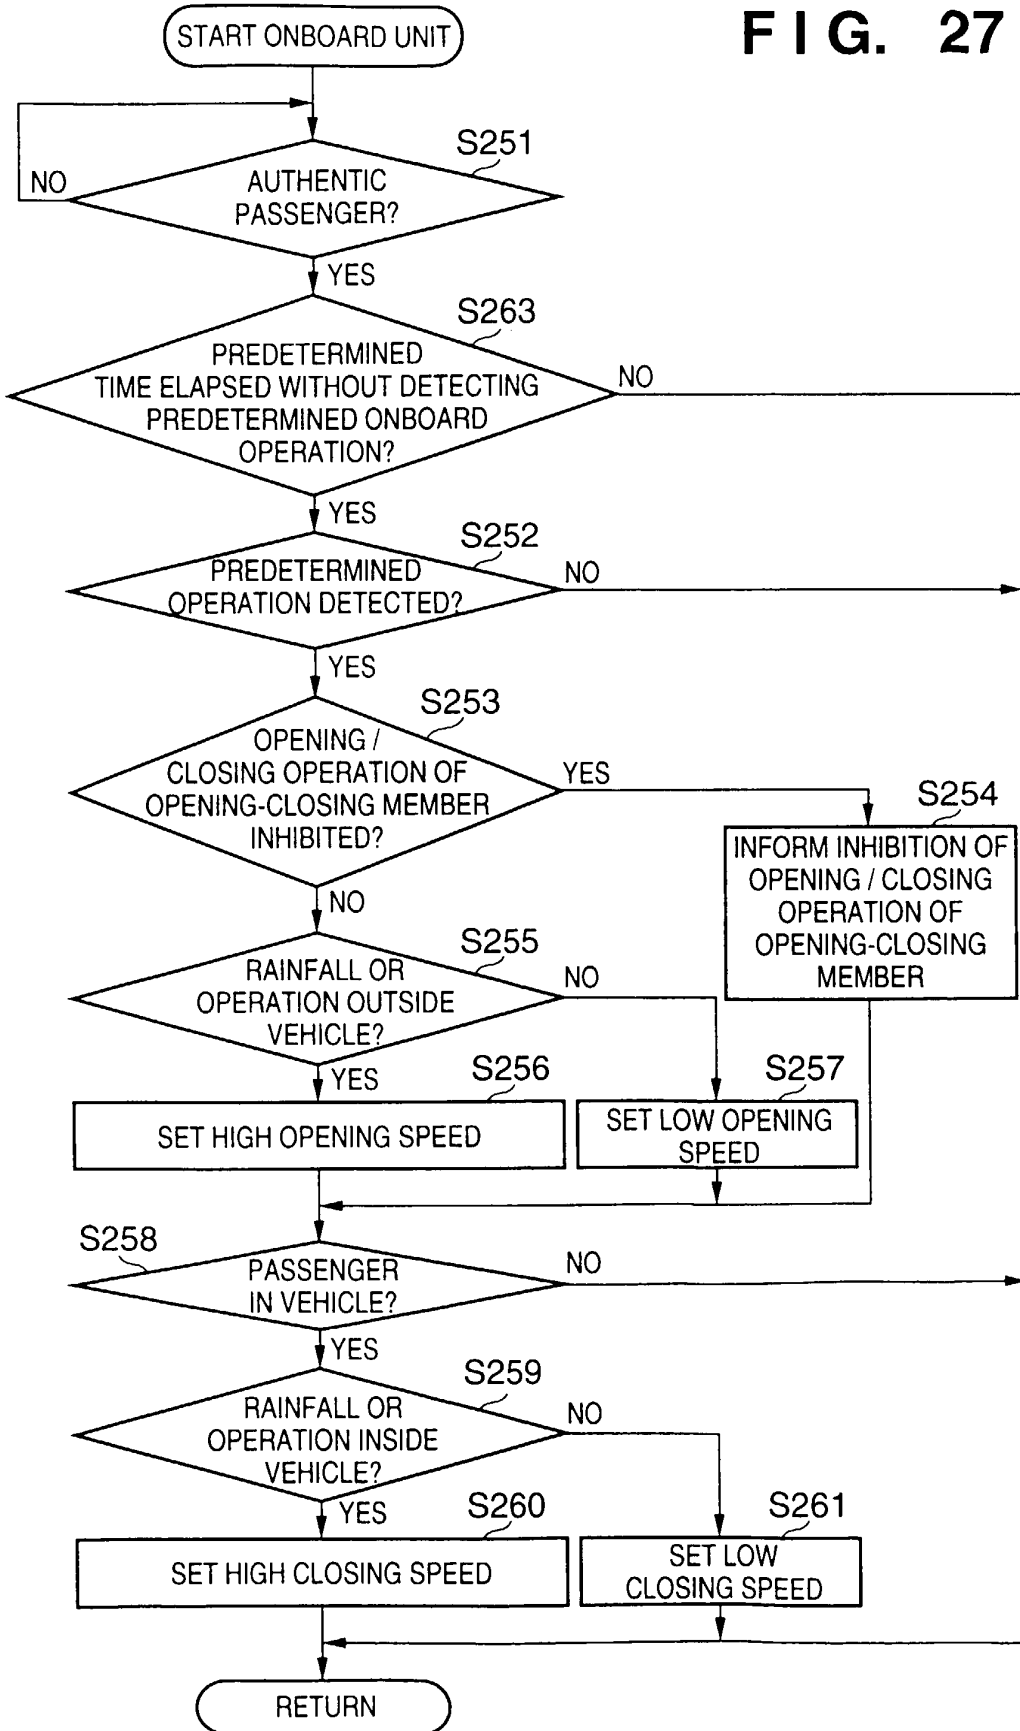 FIG. 27
START ONBOARD UNIT
S251
AUTHENTIC
PASSENGER?
NO
YES
S263
PREDETERMINED
TIME ELAPSED WITHOUT DETECTING
PREDETERMINED ONBOARD
OPERATION?
NO
YES
S252
PREDETERMINED
OPERATION DETECTED?
NO
YES
S253
OPENING /
CLOSING OPERATION OF
OPENING-CLOSING MEMBER
INHIBITED?
YES
NO
S254
INFORM INHIBITION OF
OPENING / CLOSING
OPERATION OF
OPENING-CLOSING
MEMBER
S255
RAINFALL OR
OPERATION OUTSIDE
VEHICLE?
NO
YES
S256
SET HIGH OPENING SPEED
S257
SET LOW OPENING
SPEED
S258
PASSENGER
IN VEHICLE?
NO
YES
S259
RAINFALL OR
OPERATION INSIDE
VEHICLE?
NO
YES
S260
SET HIGH CLOSING SPEED
S261
SET LOW
CLOSING SPEED
RETURN